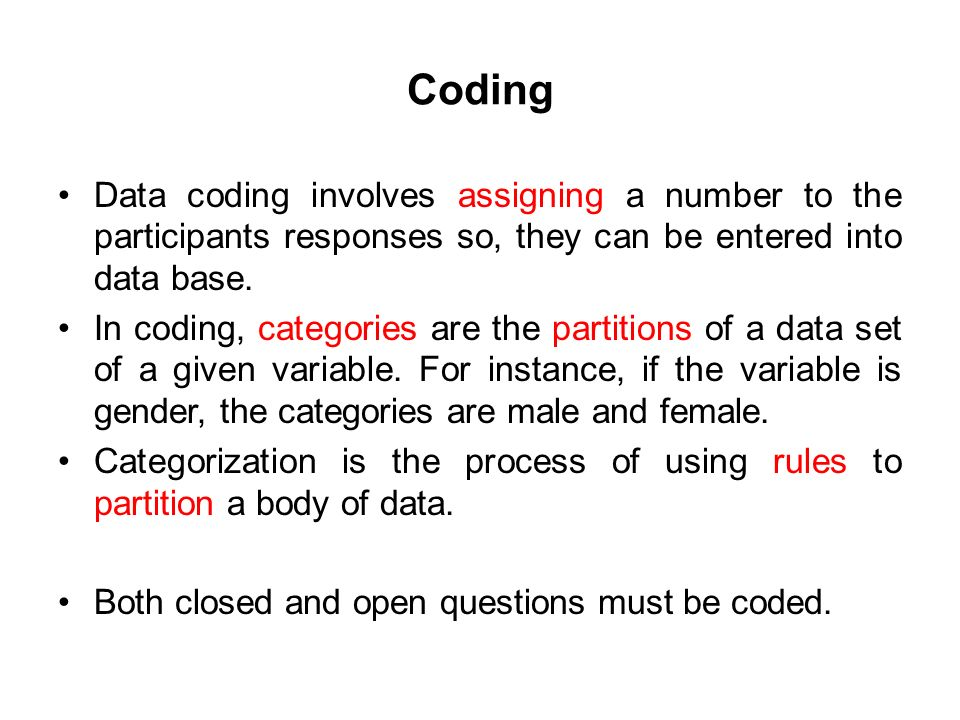 Coding
• Data coding involves assigning a number to the
participants responses so, they can be entered into
data base.
• In coding, categories are the partitions of a data set
of a given variable. For instance, if the variable is
gender, the categories are male and female.
• Categorization is the process of using rules to
partition a body of data.
• Both closed and open questions must be coded.